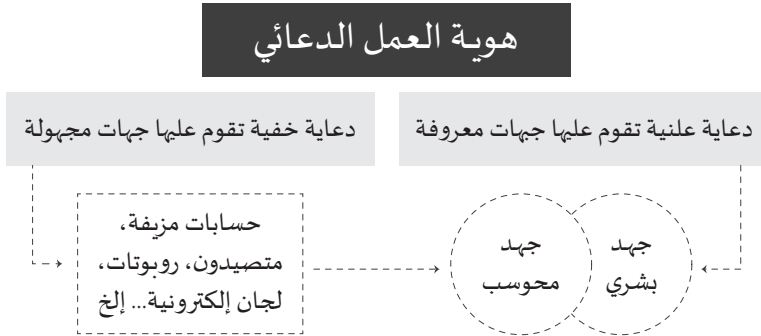 هوية العمل الدعائي
دعاية علنية تقوم عليها جهات معروفة
دعاية خفية تقوم عليها جهات مجهولة
جهد
بشري
جهد
محوسب
حسابات مزيفة،
متصيدون، روبوتات،
لجان إلكترونية... إلخ